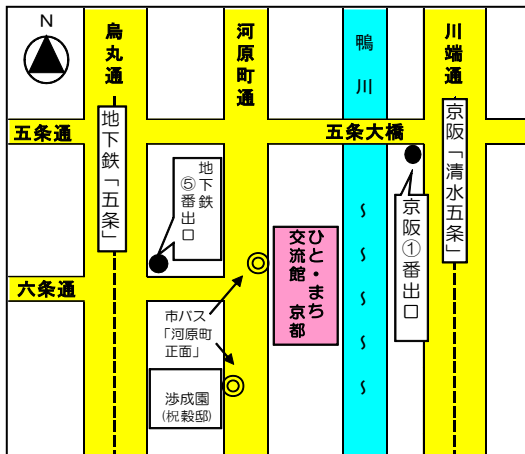 N
烏丸通
河原町通
鴨川
川端通
五条通
五条大橋
地下鉄「五条」
地下鉄
⑤番出口
京阪「清水五条」
京阪①番出口
ひと・まち
交流館 京都
六条通
市バス
「河原町
正面」
渉成園
(枳殻邸)